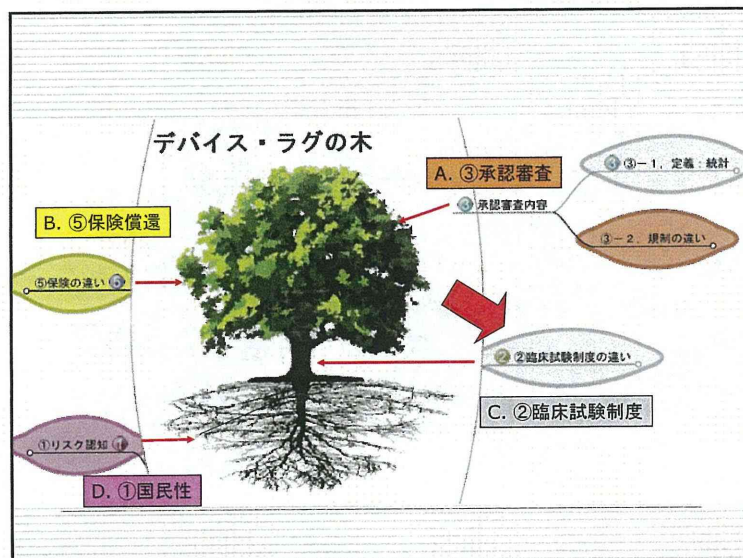 デバイス・ラグの木
A. ③承認審査
③ 承認審査内容
③－1．定義：統計
③－2．規制の違い
B. ⑤保険償還
⑤保険の違い
② ②臨床試験制度の違い
C. ②臨床試験制度
①リスク認知
D. ①国民性